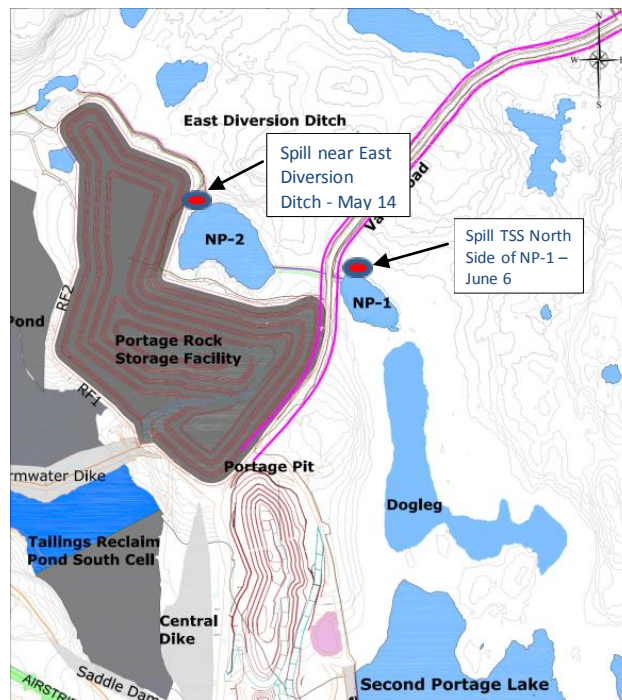 N
W
S
East Diversion Ditch
Spill near East
Diversion
Ditch - May 14
Spill TSS North
Side of NP-1 –
June 6
NP-2
NP-1
RF2
Pond
Portage Rock
Storage Facility
RF1
Portage Pit
rmwater Dike
Dogleg
Tailings Reclaim
Pond South Cell
Central
Dike
Saddle Dam
Second Portage Lake
AIRSTRI